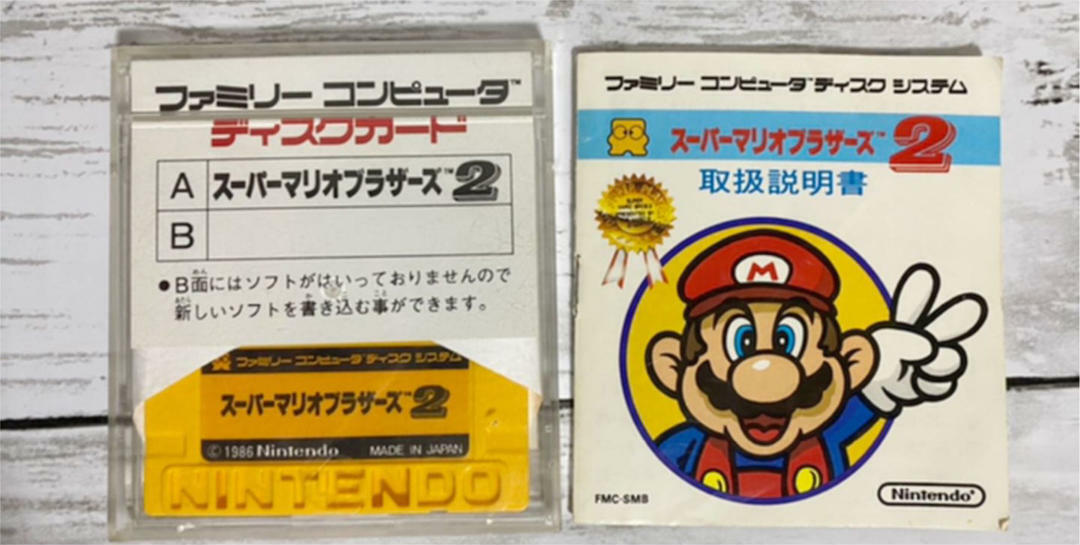 ファミリー コンピュータ™
ディスクカード
A スーパーマリオブラザーズ™2
B
●B面にはソフトがはいっておりませんので
新しいソフトを書き込む事ができます。
ファミリー コンピュータ™ディスク システム
スーパーマリオブラザーズ™2
©1986 Nintendo MADE IN JAPAN
NINTENDO
ファミリー コンピュータ™ディスク システム
スーパーマリオブラザーズ™2
取扱説明書
M
FMC-SMB
Nintendo®